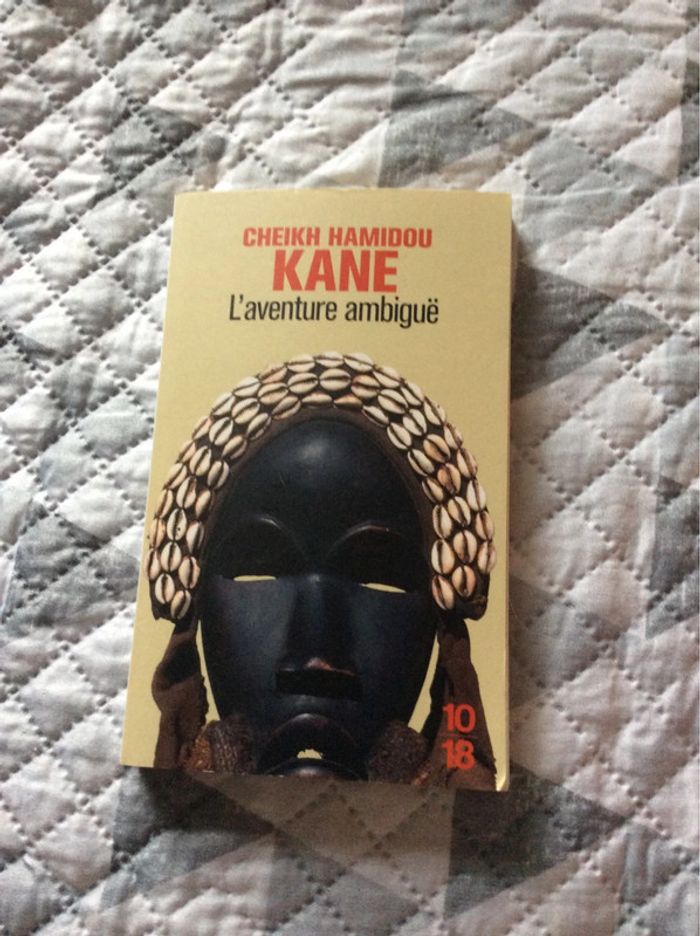 CHEIKH HAMIDOU
KANE
L'aventure ambiguë
10
18